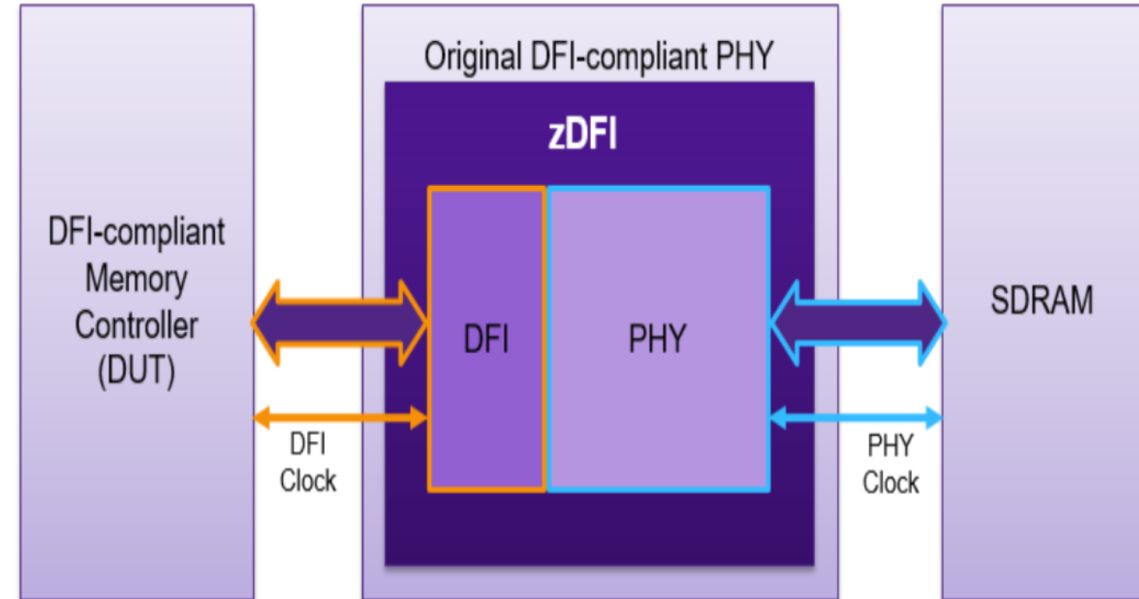 Original DFI-compliant PHY
zDFI
DFI-compliant
Memory
Controller
(DUT)
DFI
PHY
SDRAM
DFI
Clock
PHY
Clock